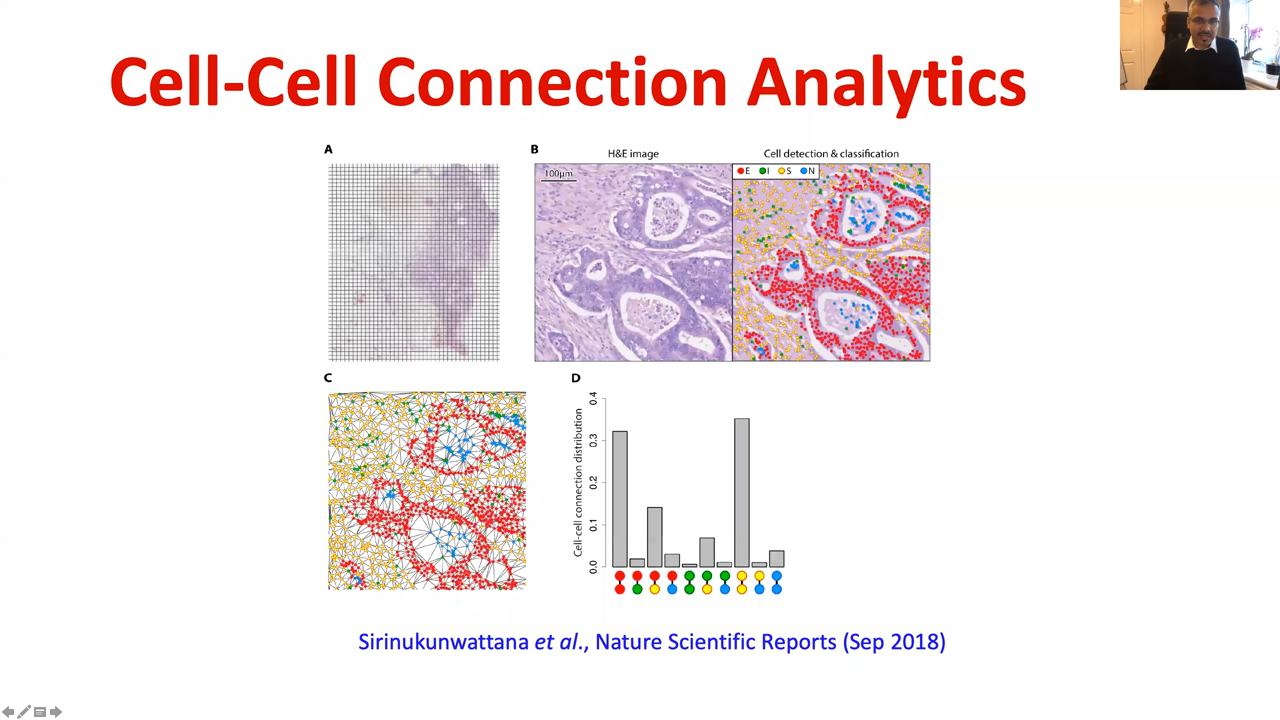 Cell-Cell Connection Analytics
A
B
H&E image
Cell detection & classification
100μm
E I S N
C
D
Cell-cell connection distribution
0.4
0.3
0.2
0.1
0.0
Sirinukunwattana et al., Nature Scientific Reports (Sep 2018)